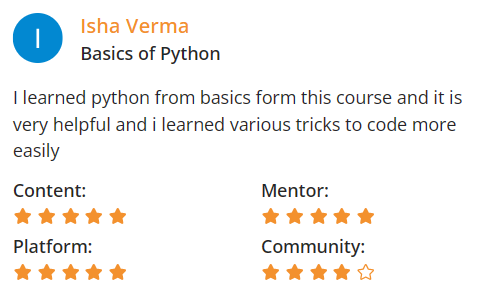 I
Isha Verma
Basics of Python
I learned python from basics form this course and it is
very helpful and i learned various tricks to code more
easily
Content:
Mentor:
Platform:
Community: